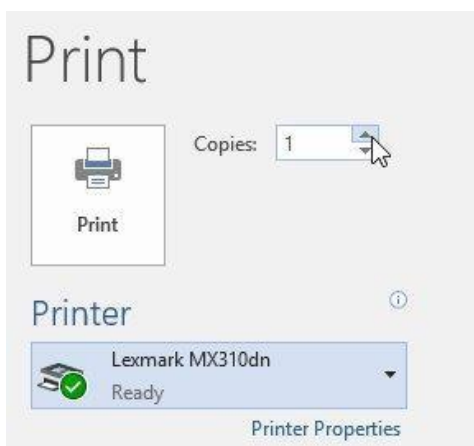 Print
Copies: 1
Print
Printer
Lexmark MX310dn
Ready
Printer Properties